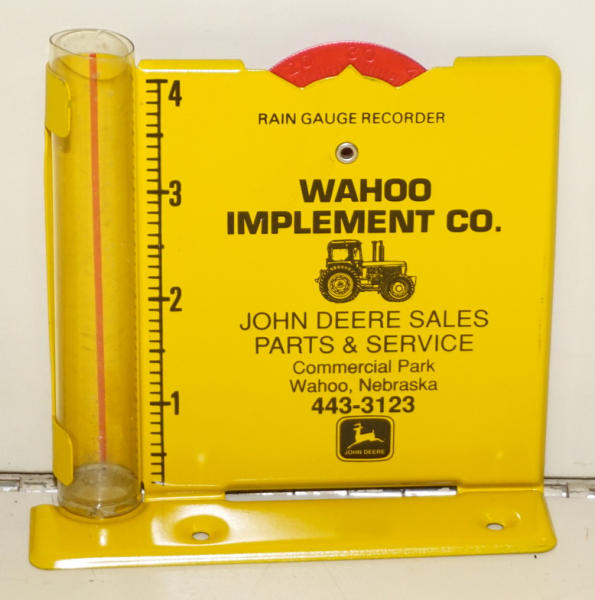 30
RAIN GAUGE RECORDER
WAHOO
IMPLEMENT CO.
JOHN DEERE SALES
PARTS & SERVICE
Commercial Park
Wahoo, Nebraska
443-3123
JOHN DEERE
4
3
2
1